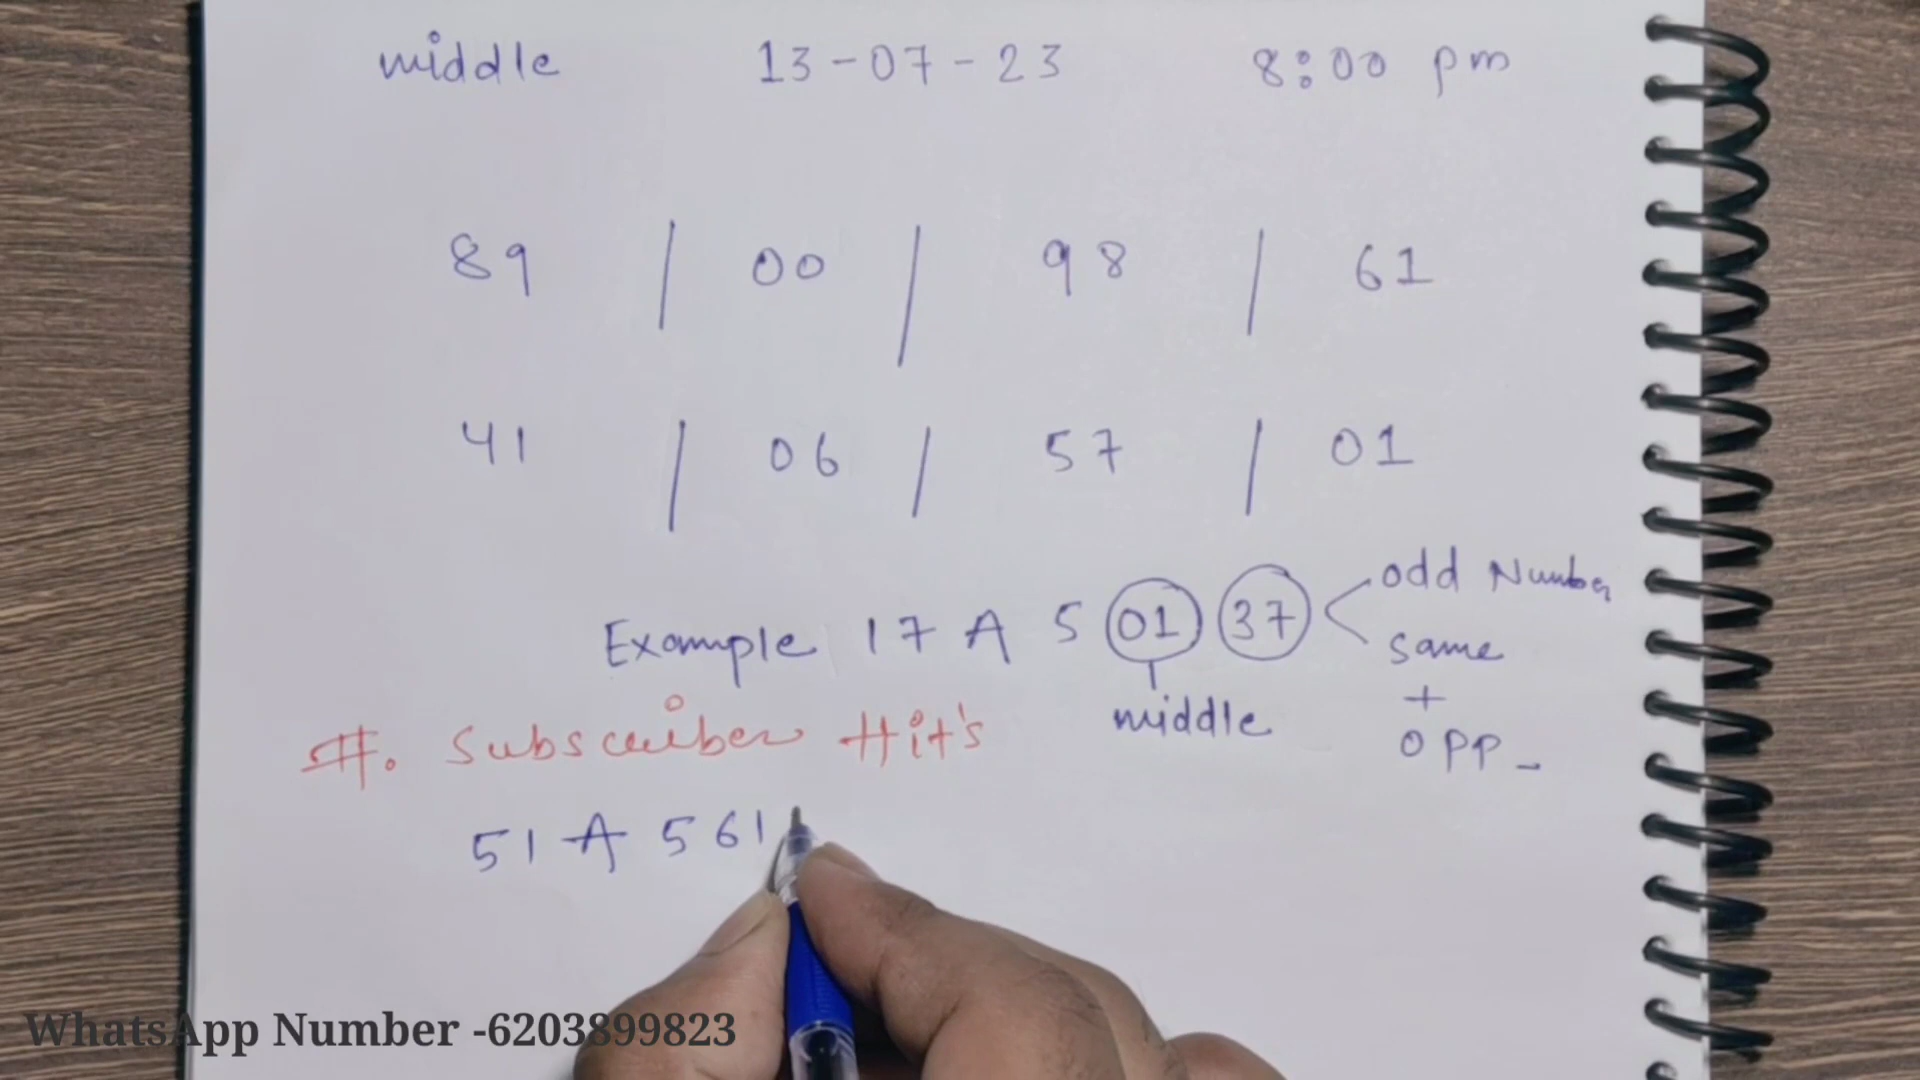 middle 13-07-23 8:00 pm
89 / 00 / 98 / 61
41 / 06 / 57 / 01
Example 17 A 5 01 37 odd Number
same
+
opp -
middle
#. Subscriber Hit's
51 A 561
WhatsApp Number -6203899823